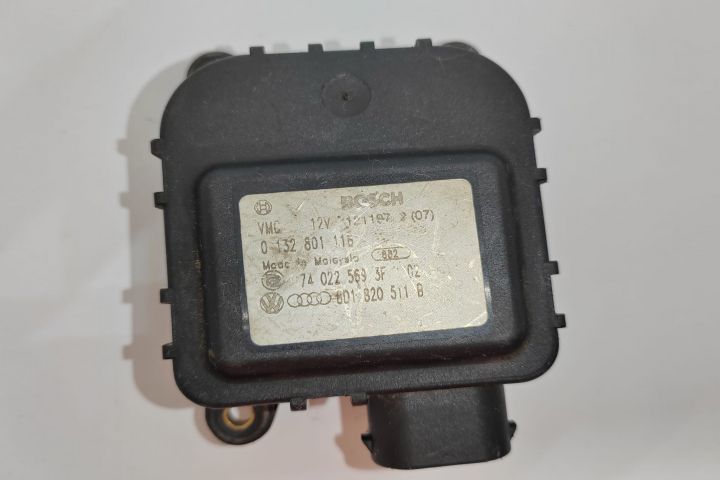 BOSCH
VMC 12V 121197 2 (07)
0 132 801 116
Made in Malaysia 882
74 022 569 3F 02
8D1 820 511 B